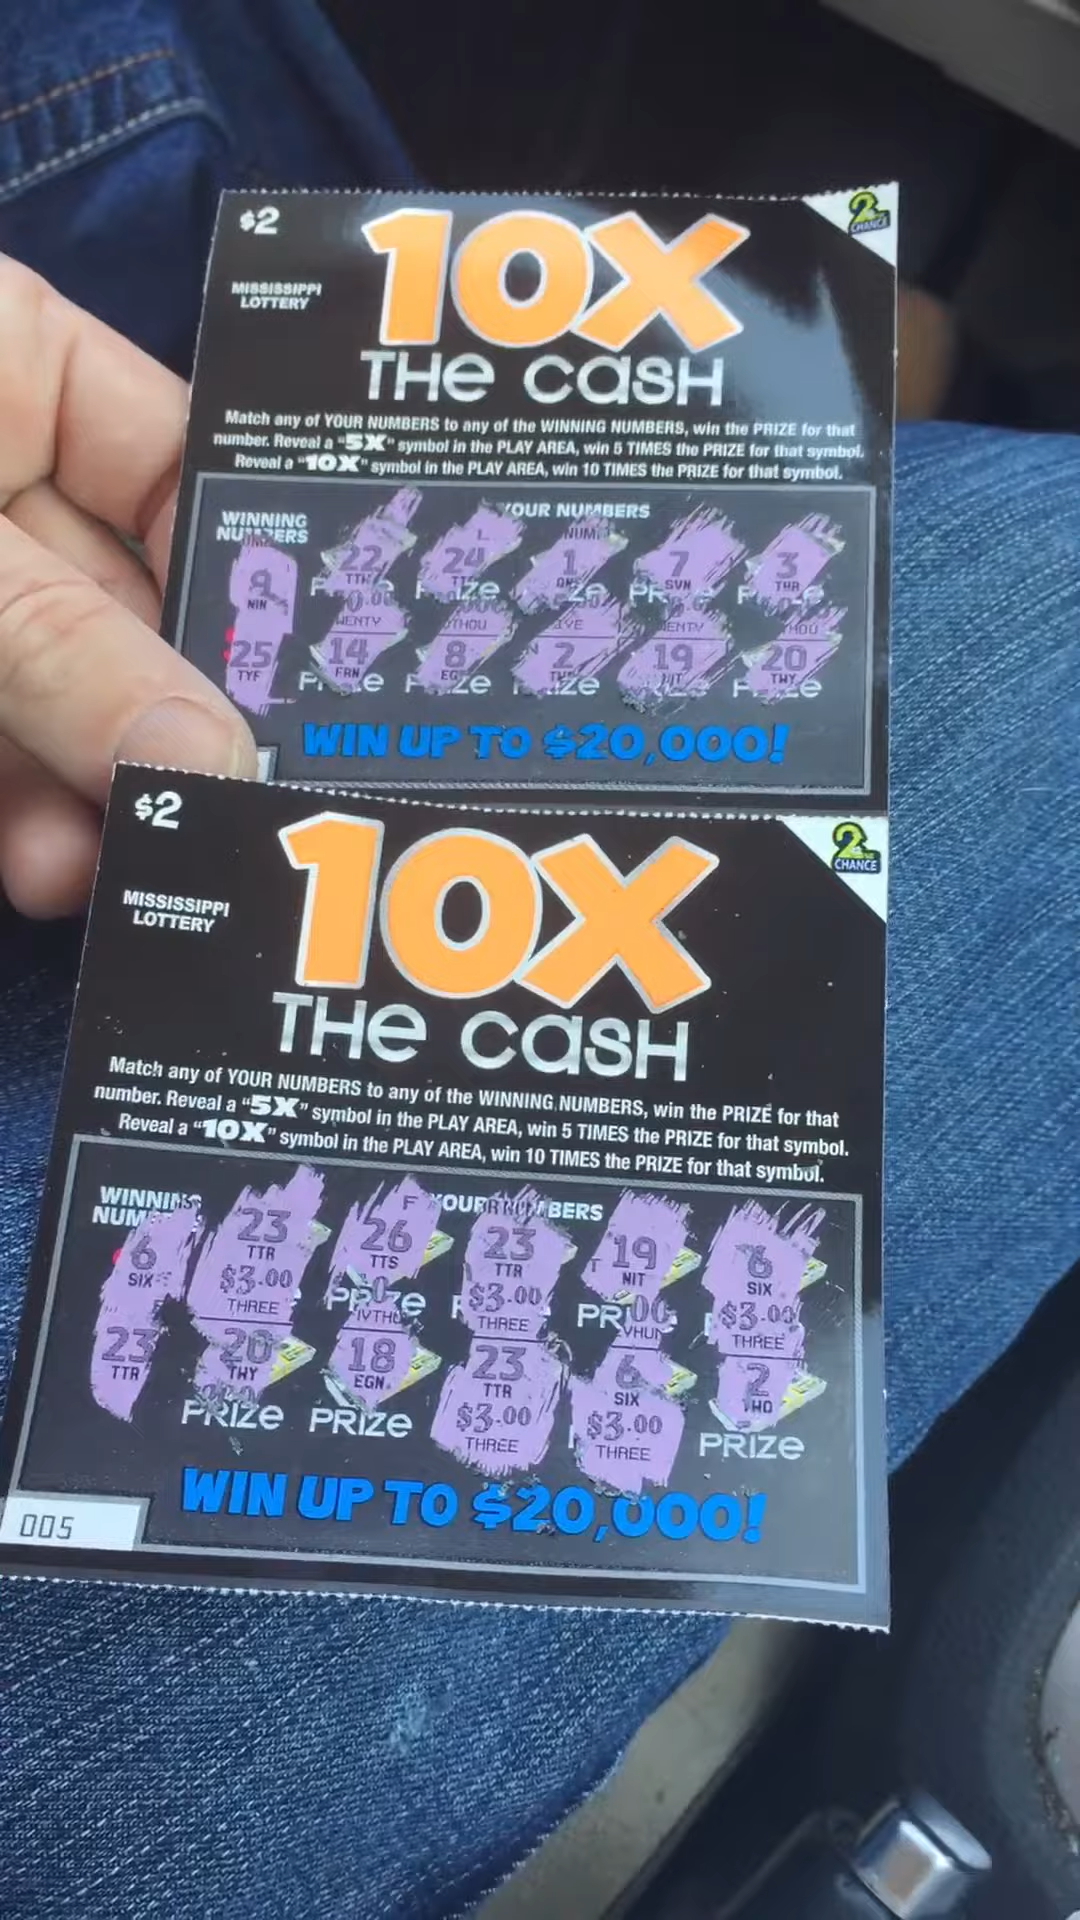 $2
2ND CHANCE
10X
MISSISSIPPI
LOTTERY
THE CASH
Match any of YOUR NUMBERS to any of the WINNING NUMBERS, win the PRIZE for that
number. Reveal a "5X" symbol in the PLAY AREA, win 5 TIMES the PRIZE for that symbol.
Reveal a "10X" symbol in the PLAY AREA, win 10 TIMES the PRIZE for that symbol.
WINNING YOUR NUMBERS
9 22 24 1 7 3
NIN SVN THR
25 14 8 2 19 20
TYF FRN TWY
WIN UP TO $20,000!
$2
2ND CHANCE
10X
MISSISSIPPI
LOTTERY
THE CASH
Match any of YOUR NUMBERS to any of the WINNING NUMBERS, win the PRIZE for that
number. Reveal a "5X" symbol in the PLAY AREA, win 5 TIMES the PRIZE for that symbol.
Reveal a "10X" symbol in the PLAY AREA, win 10 TIMES the PRIZE for that symbol.
WINNING
6 23 26 23 19 6
SIX TTR TTS TTR NIT SIX
$3.00 $3.00 $3.00
THREE THREE THREE
23 20 18 23 6 2
TTR TWY EGN TTR SIX TWO
PRIZE PRIZE $3.00 $3.00 PRIZE
THREE THREE
WIN UP TO $20,000!
005